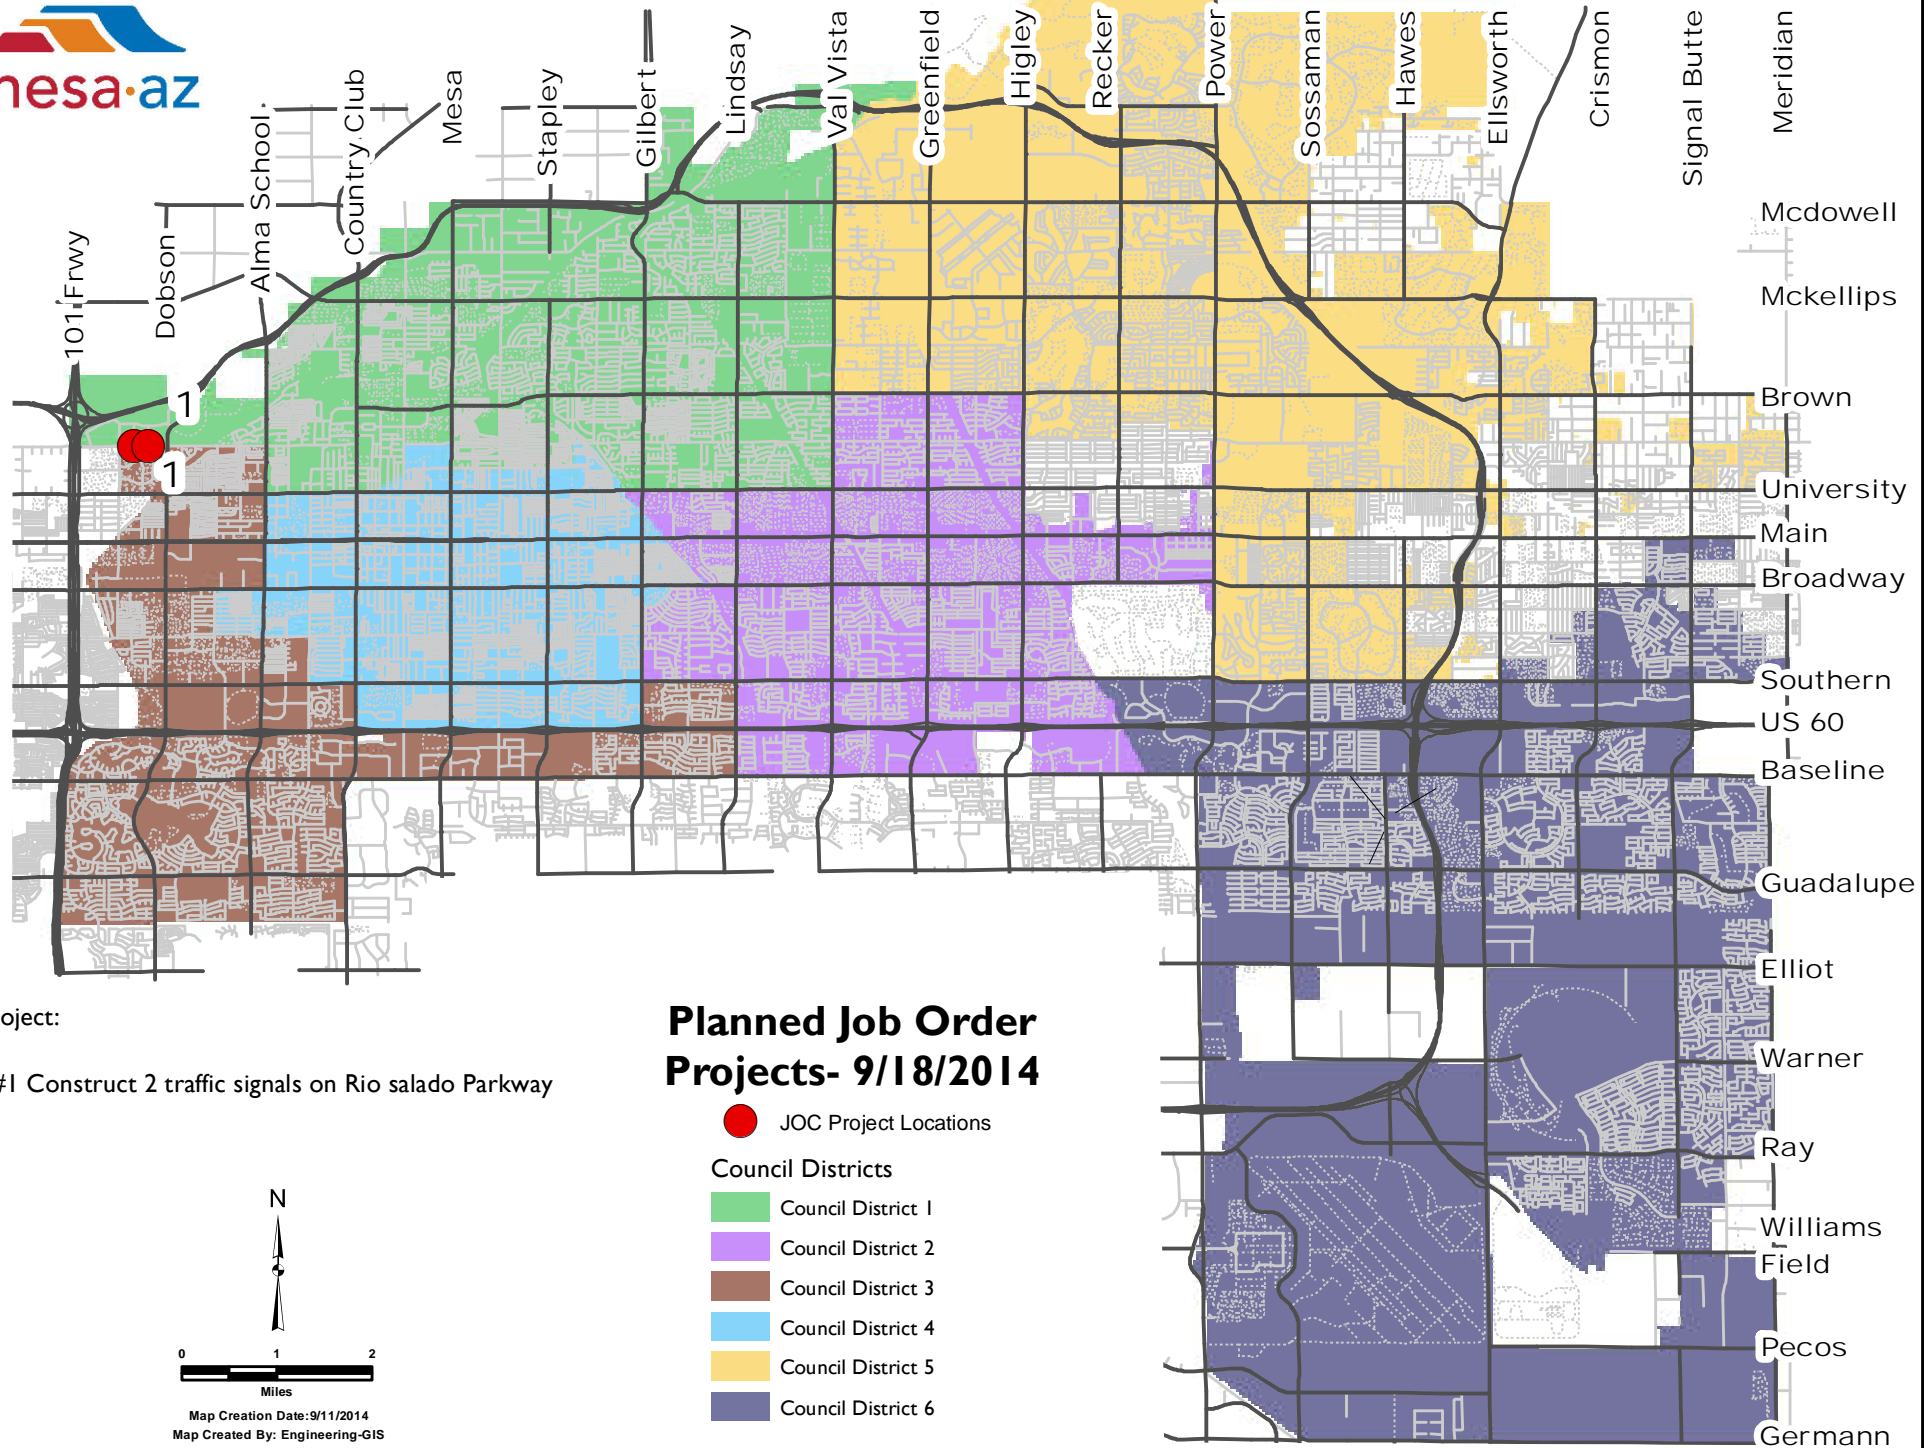 mesa·az
101Frwy
Dobson
Alma School
Country Club
Mesa
Stapley
Gilbert
Lindsay
Val Vista
Greenfield
Higley
Recker
Power
Sossaman
Hawes
Ellsworth
Crismon
Signal Butte
Meridian
Mcdowell
Mckellips
Brown
University
Main
Broadway
Southern
US 60
Baseline
Guadalupe
Elliot
Warner
Ray
Williams
Field
Pecos
Germann
1
1
oject:
#1 Construct 2 traffic signals on Rio salado Parkway
Planned Job Order
Projects- 9/18/2014
JOC Project Locations
Council Districts
Council District 1
Council District 2
Council District 3
Council District 4
Council District 5
Council District 6
N
0 1 2
Miles
Map Creation Date:9/11/2014
Map Created By: Engineering-GIS